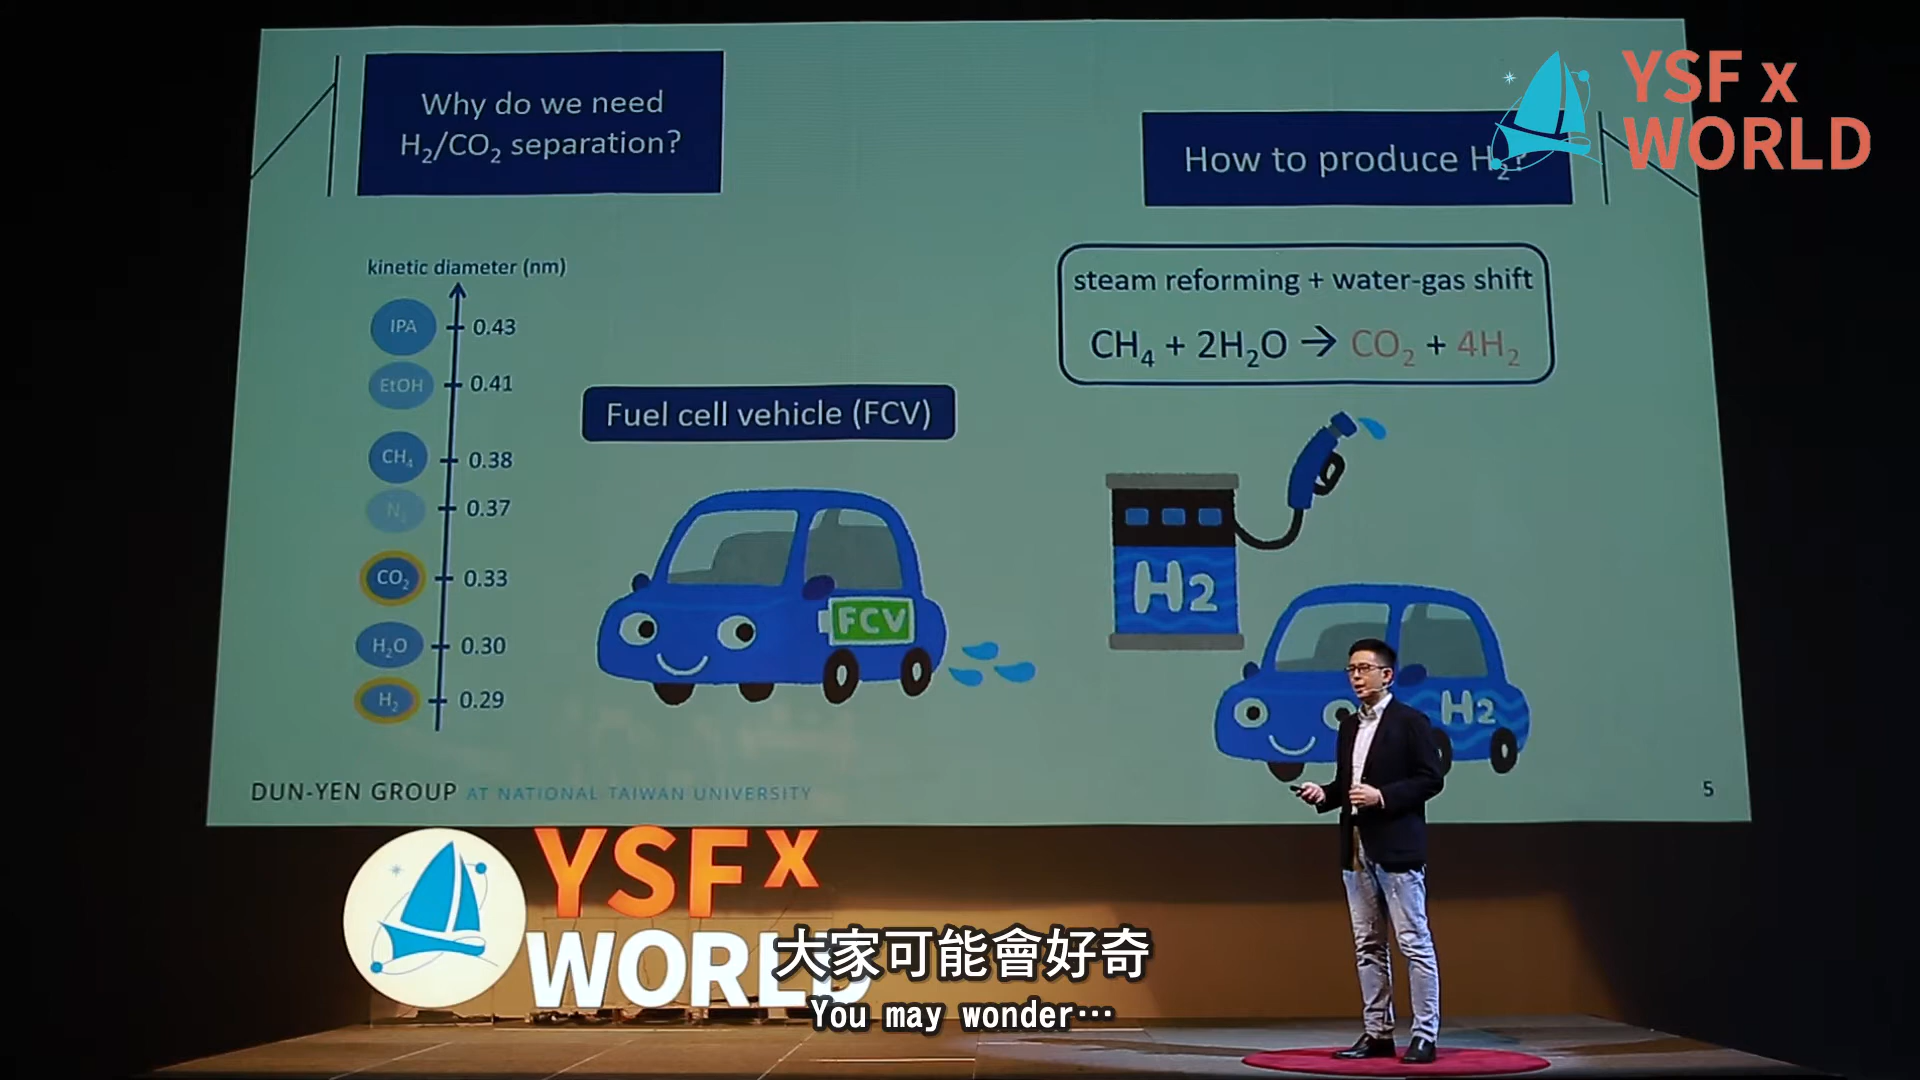 Why do we need
H₂/CO₂ separation?
How to produce H₂?
YSF x
WORLD
kinetic diameter (nm)
IPA 0.43
EtOH 0.41
CH₄ 0.38
N₂ 0.37
CO₂ 0.33
H₂O 0.30
H₂ 0.29
Fuel cell vehicle (FCV)
FCV
steam reforming + water-gas shift
CH₄ + 2H₂O → CO₂ + 4H₂
H2
H2
DUN-YEN GROUP AT NATIONAL TAIWAN UNIVERSITY
5
YSF x
WORLD
大家可能會好奇
You may wonder…